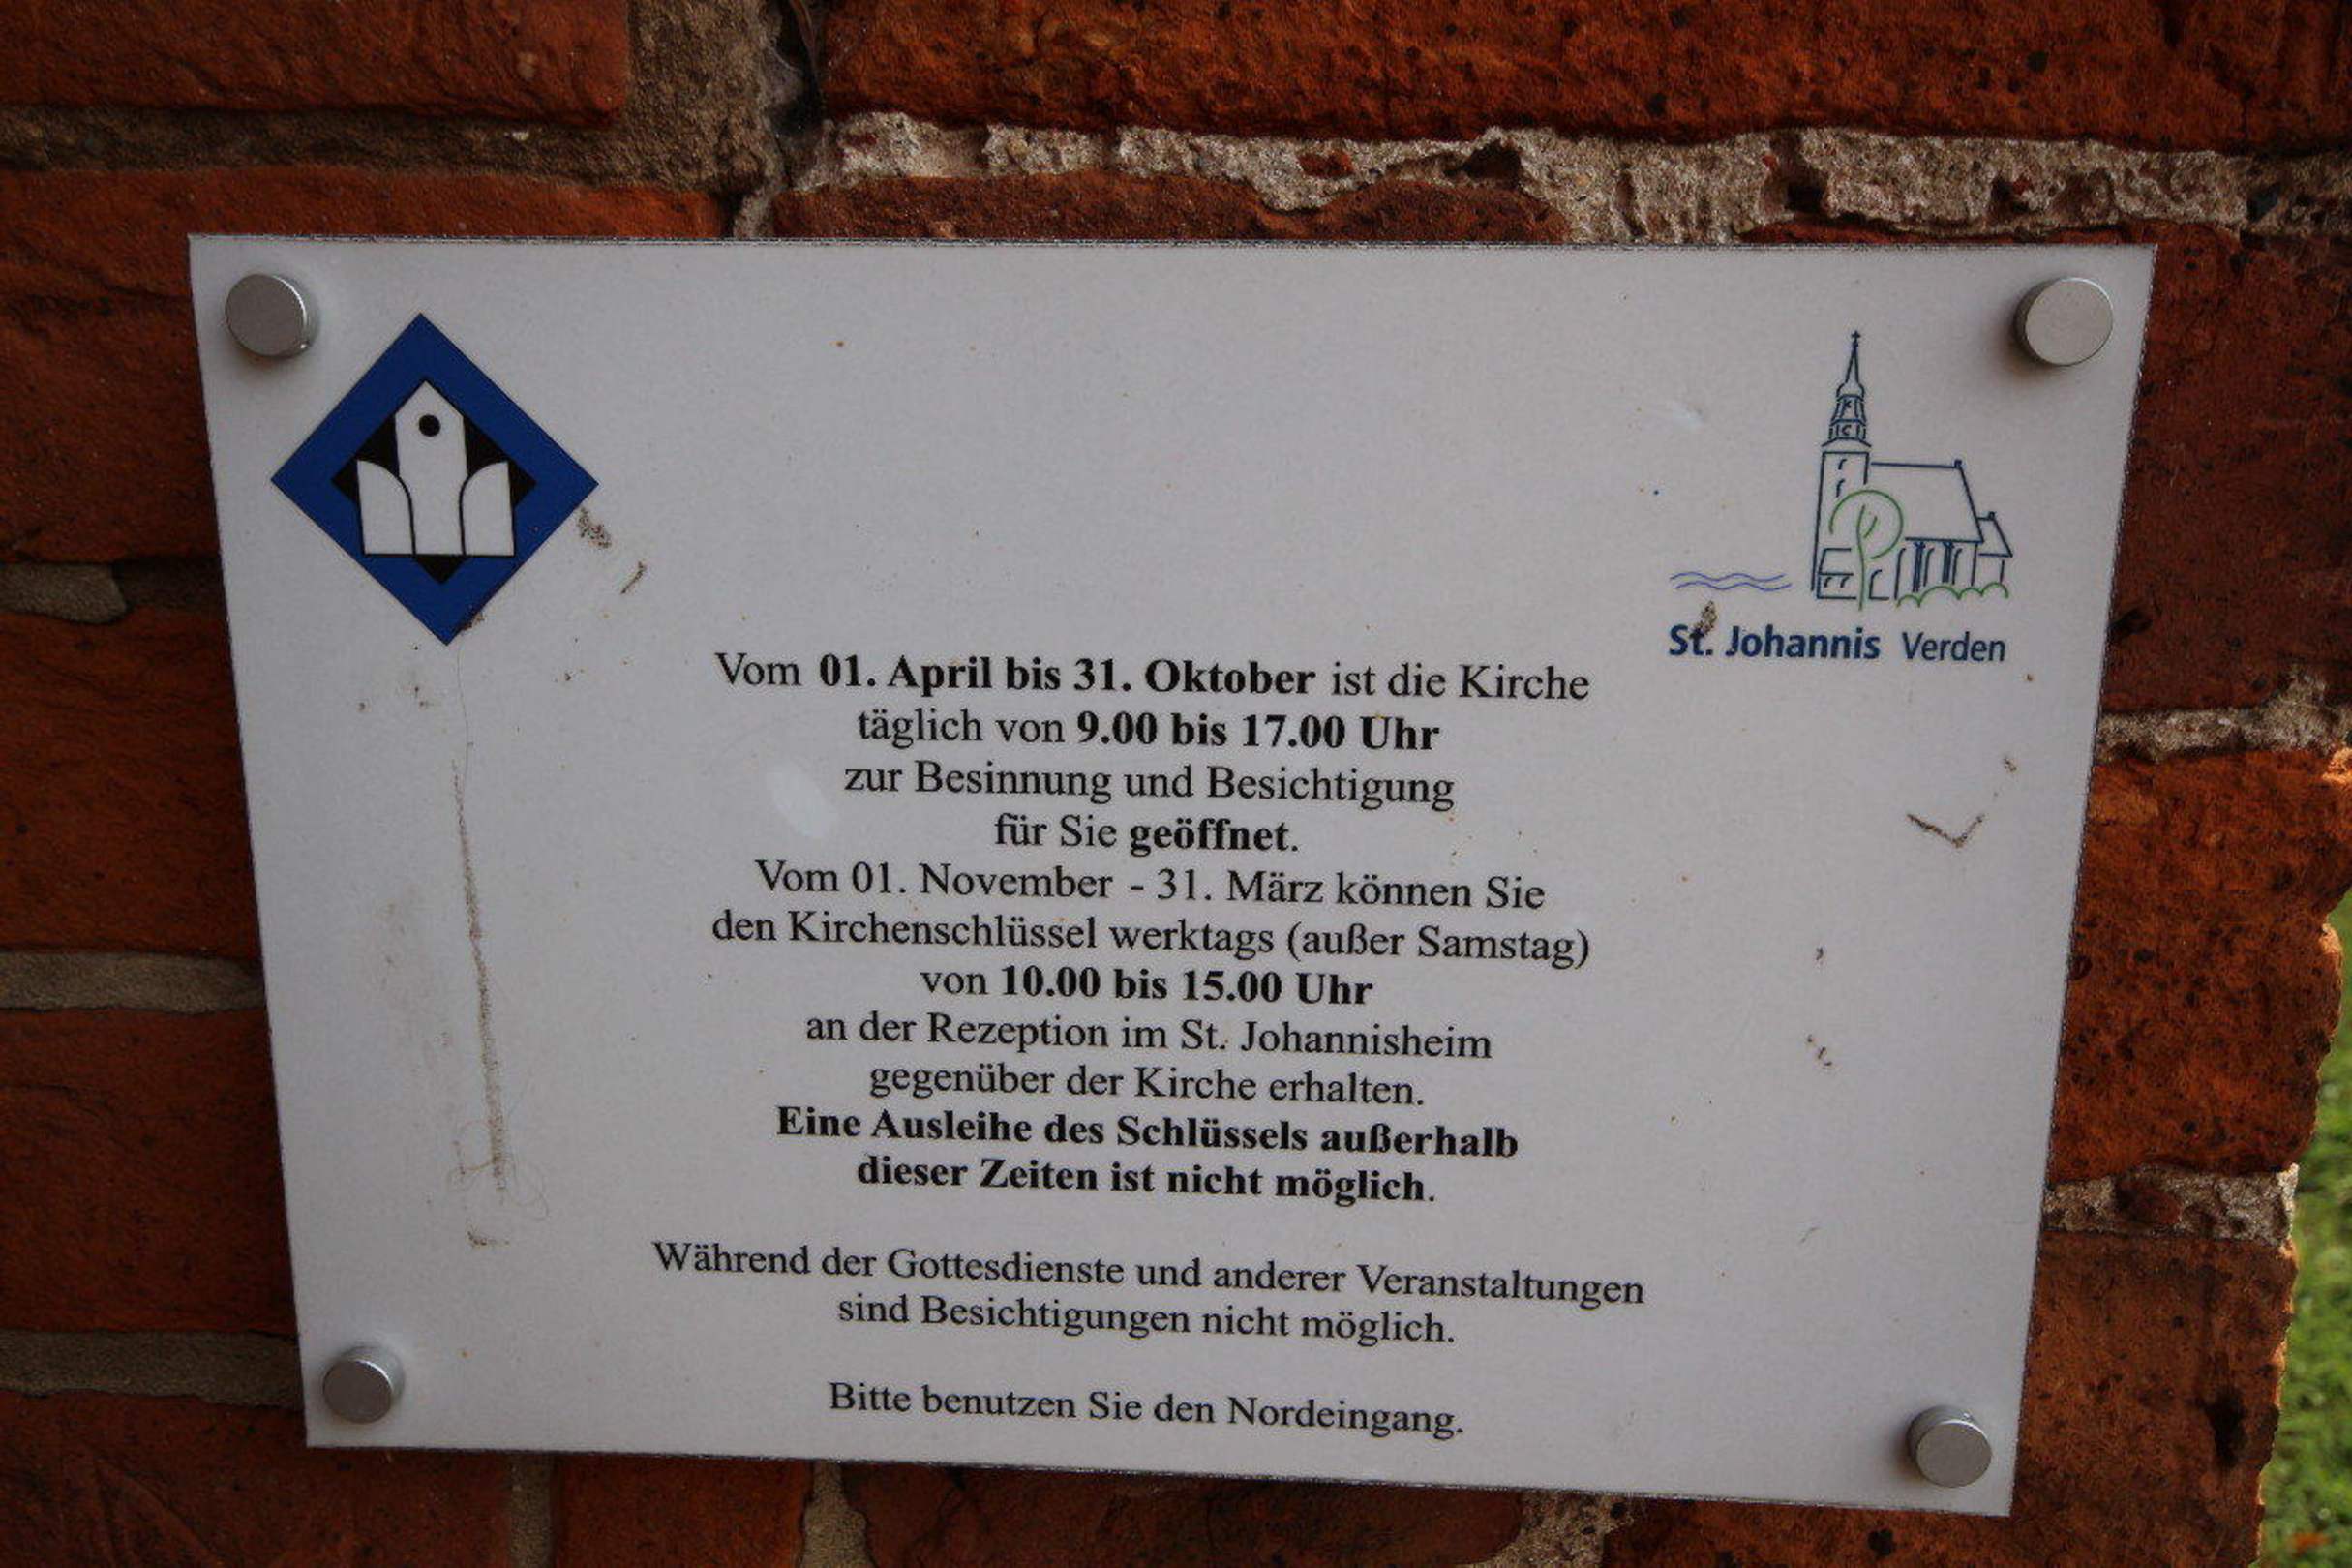 St. Johannis Verden
Vom 01. April bis 31. Oktober ist die Kirche
täglich von 9.00 bis 17.00 Uhr
zur Besinnung und Besichtigung
für Sie geöffnet.
Vom 01. November - 31. März können Sie
den Kirchenschlüssel werktags (außer Samstag)
von 10.00 bis 15.00 Uhr
an der Rezeption im St. Johannisheim
gegenüber der Kirche erhalten.
Eine Ausleihe des Schlüssels außerhalb
dieser Zeiten ist nicht möglich.
Während der Gottesdienste und anderer Veranstaltungen
sind Besichtigungen nicht möglich.
Bitte benutzen Sie den Nordeingang.